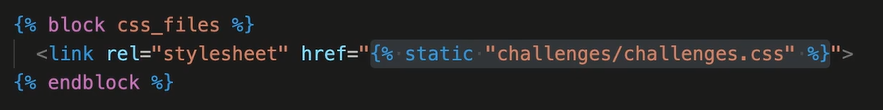 {% block css_files %}
<link rel="stylesheet" href="{% static "challenges/challenges.css" %}">
{% endblock %}